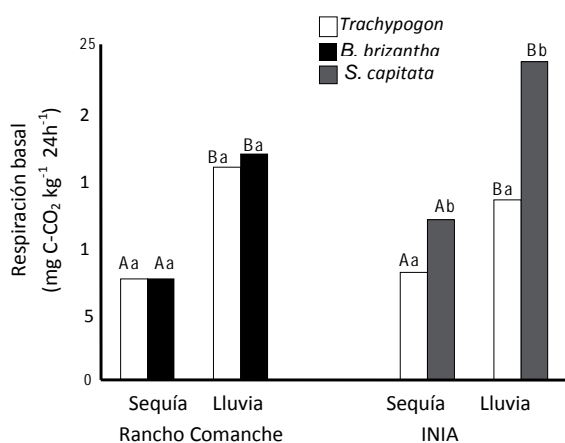 Trachypogon
B. brizantha
S. capitata
25
2
1
1
5
0
Respiración basal
(mg C-CO₂ kg⁻¹ 24h⁻¹)
Aa Aa
Ba Ba
Aa Ab
Ba Bb
Sequía Lluvia Sequía Lluvia
Rancho Comanche INIA